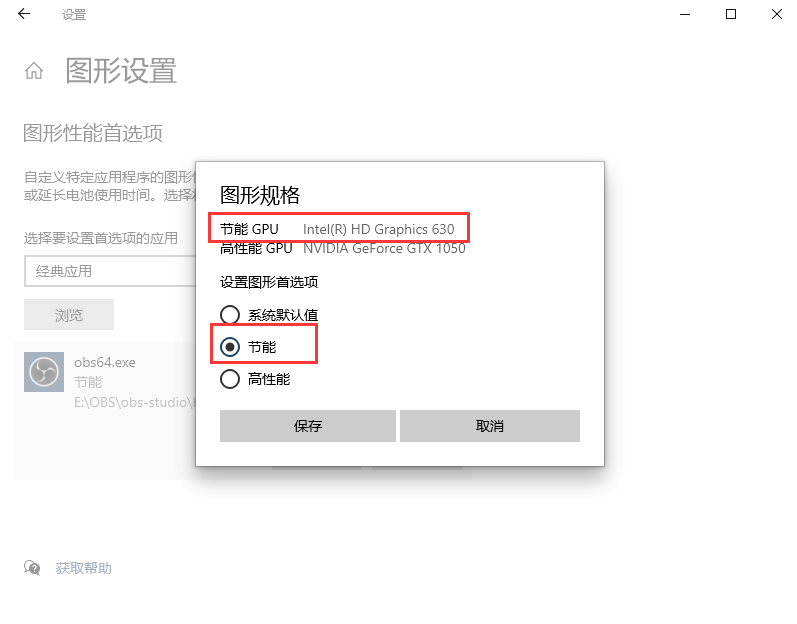 设置
图形设置
图形性能首选项
自定义特定应用程序的图形
或延长电池使用时间。选择
选择要设置首选项的应用
经典应用
浏览
obs64.exe
节能
E:\OBS\obs-studio\
图形规格
节能 GPU Intel(R) HD Graphics 630
高性能 GPU NVIDIA GeForce GTX 1050
设置图形首选项
系统默认值
节能
高性能
保存
取消
获取帮助